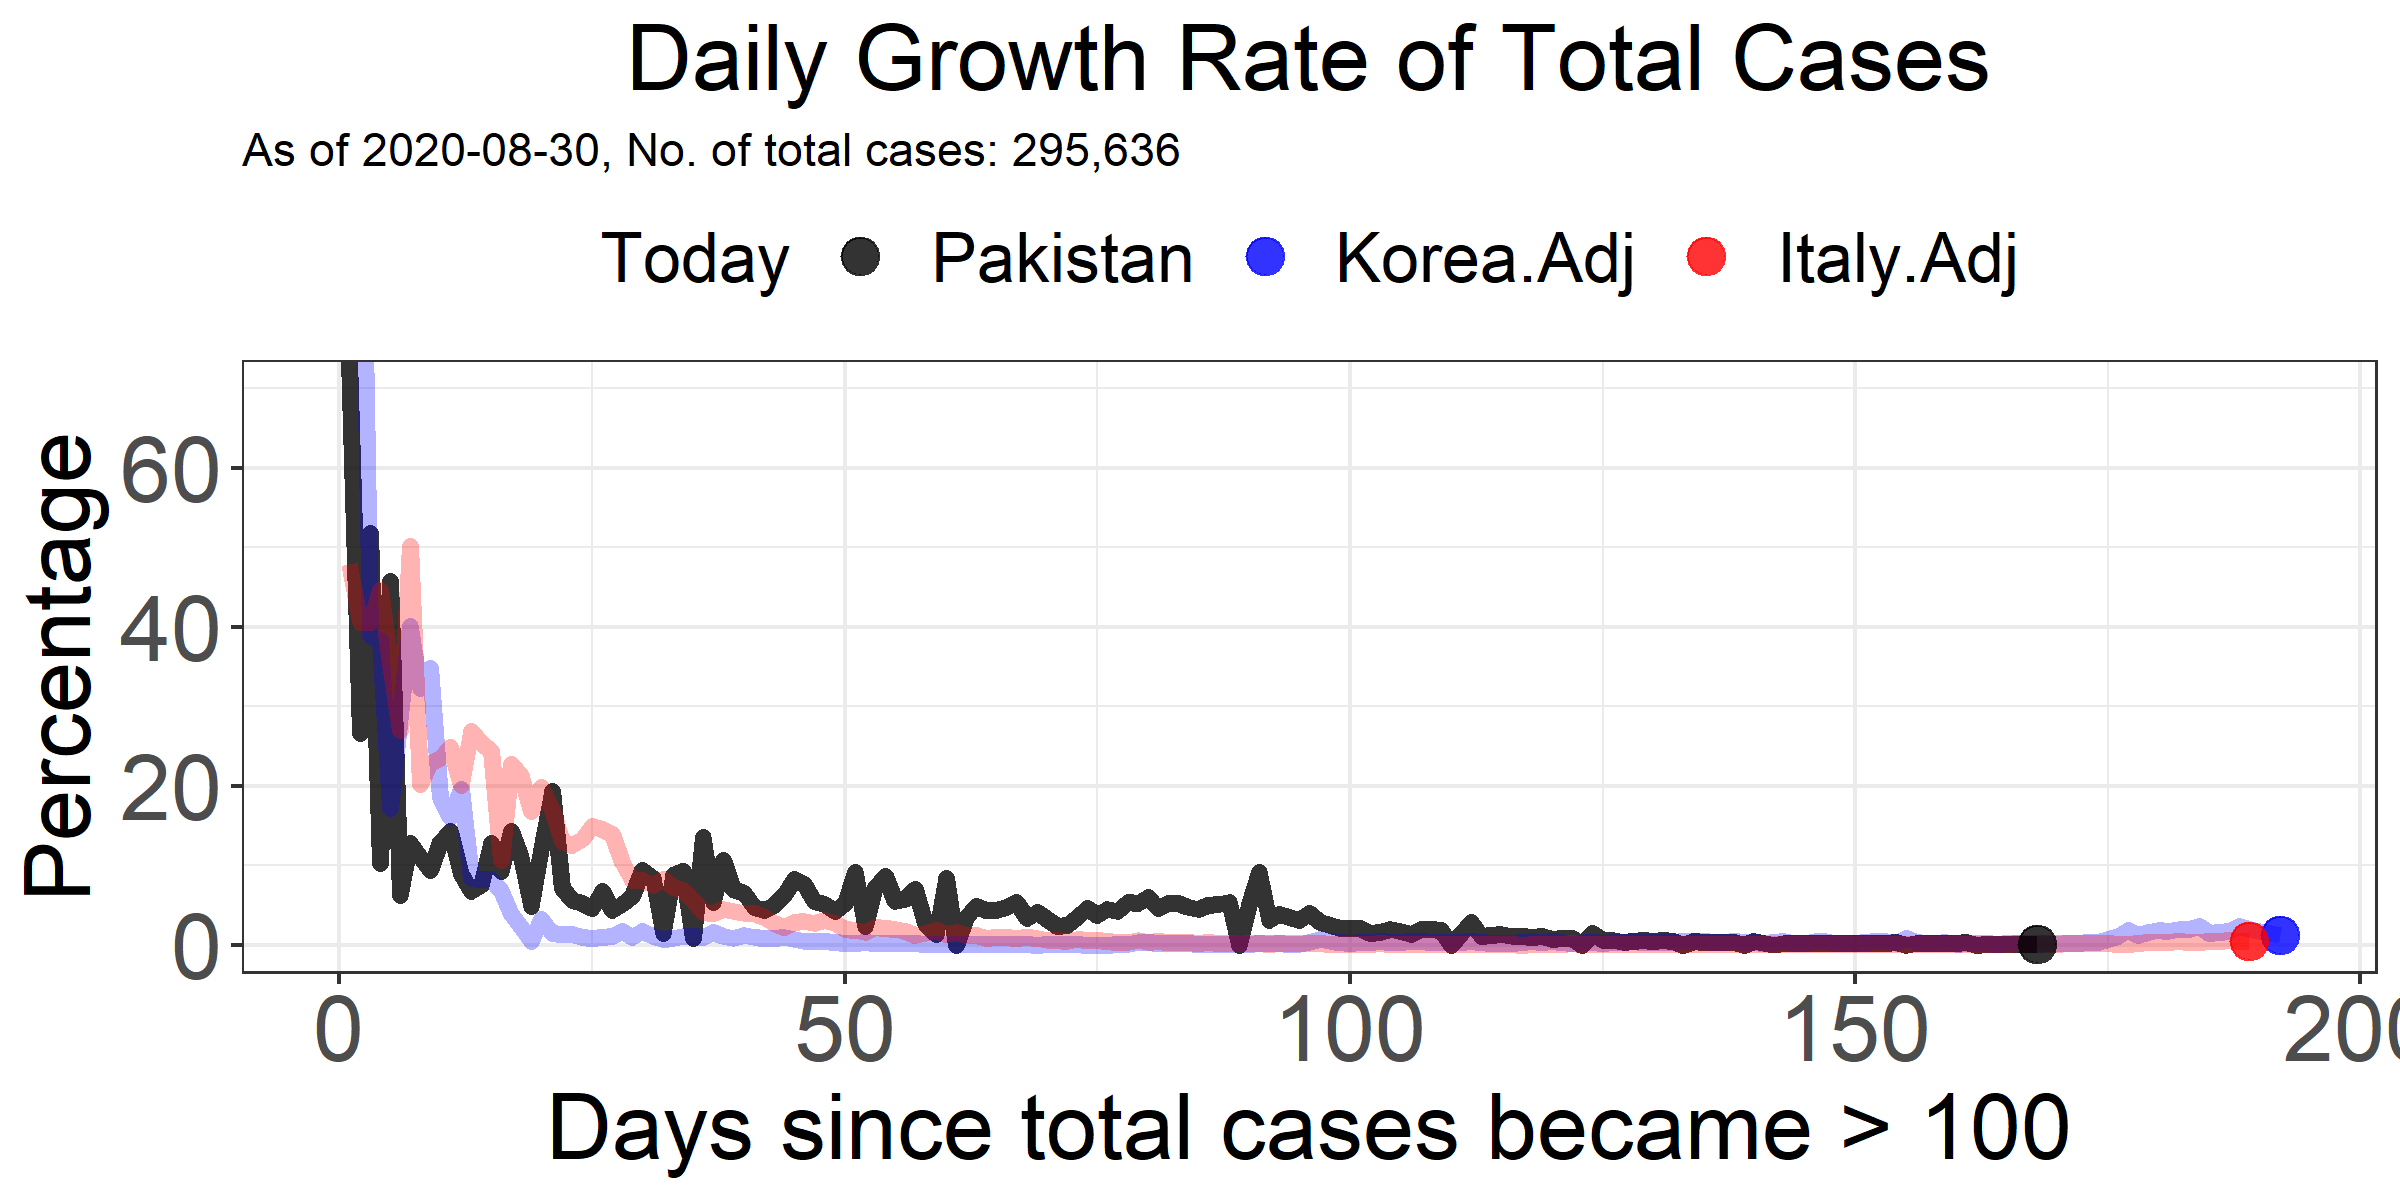 Daily Growth Rate of Total Cases
As of 2020-08-30, No. of total cases: 295,636
Today Pakistan Korea.Adj Italy.Adj
Percentage
60
40
20
0
0 50 100 150 200
Days since total cases became > 100